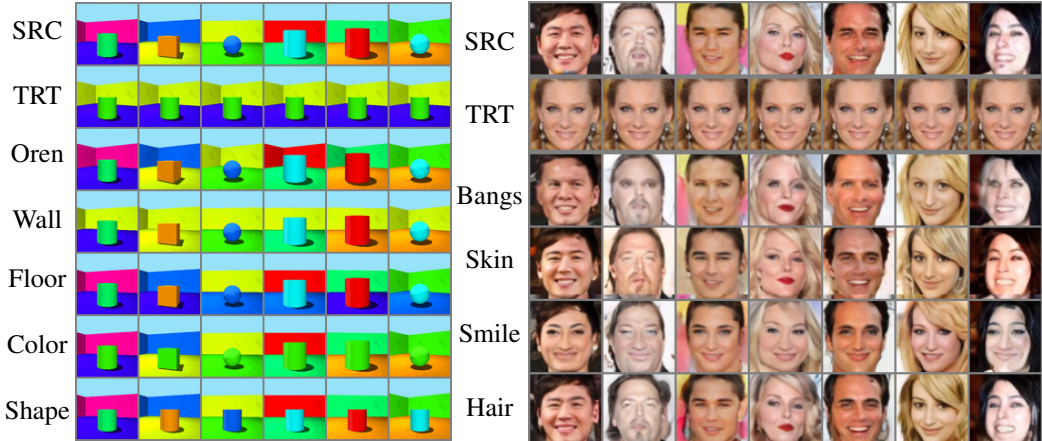 SRC
TRT
Oren
Wall
Floor
Color
Shape
SRC
TRT
Bangs
Skin
Smile
Hair